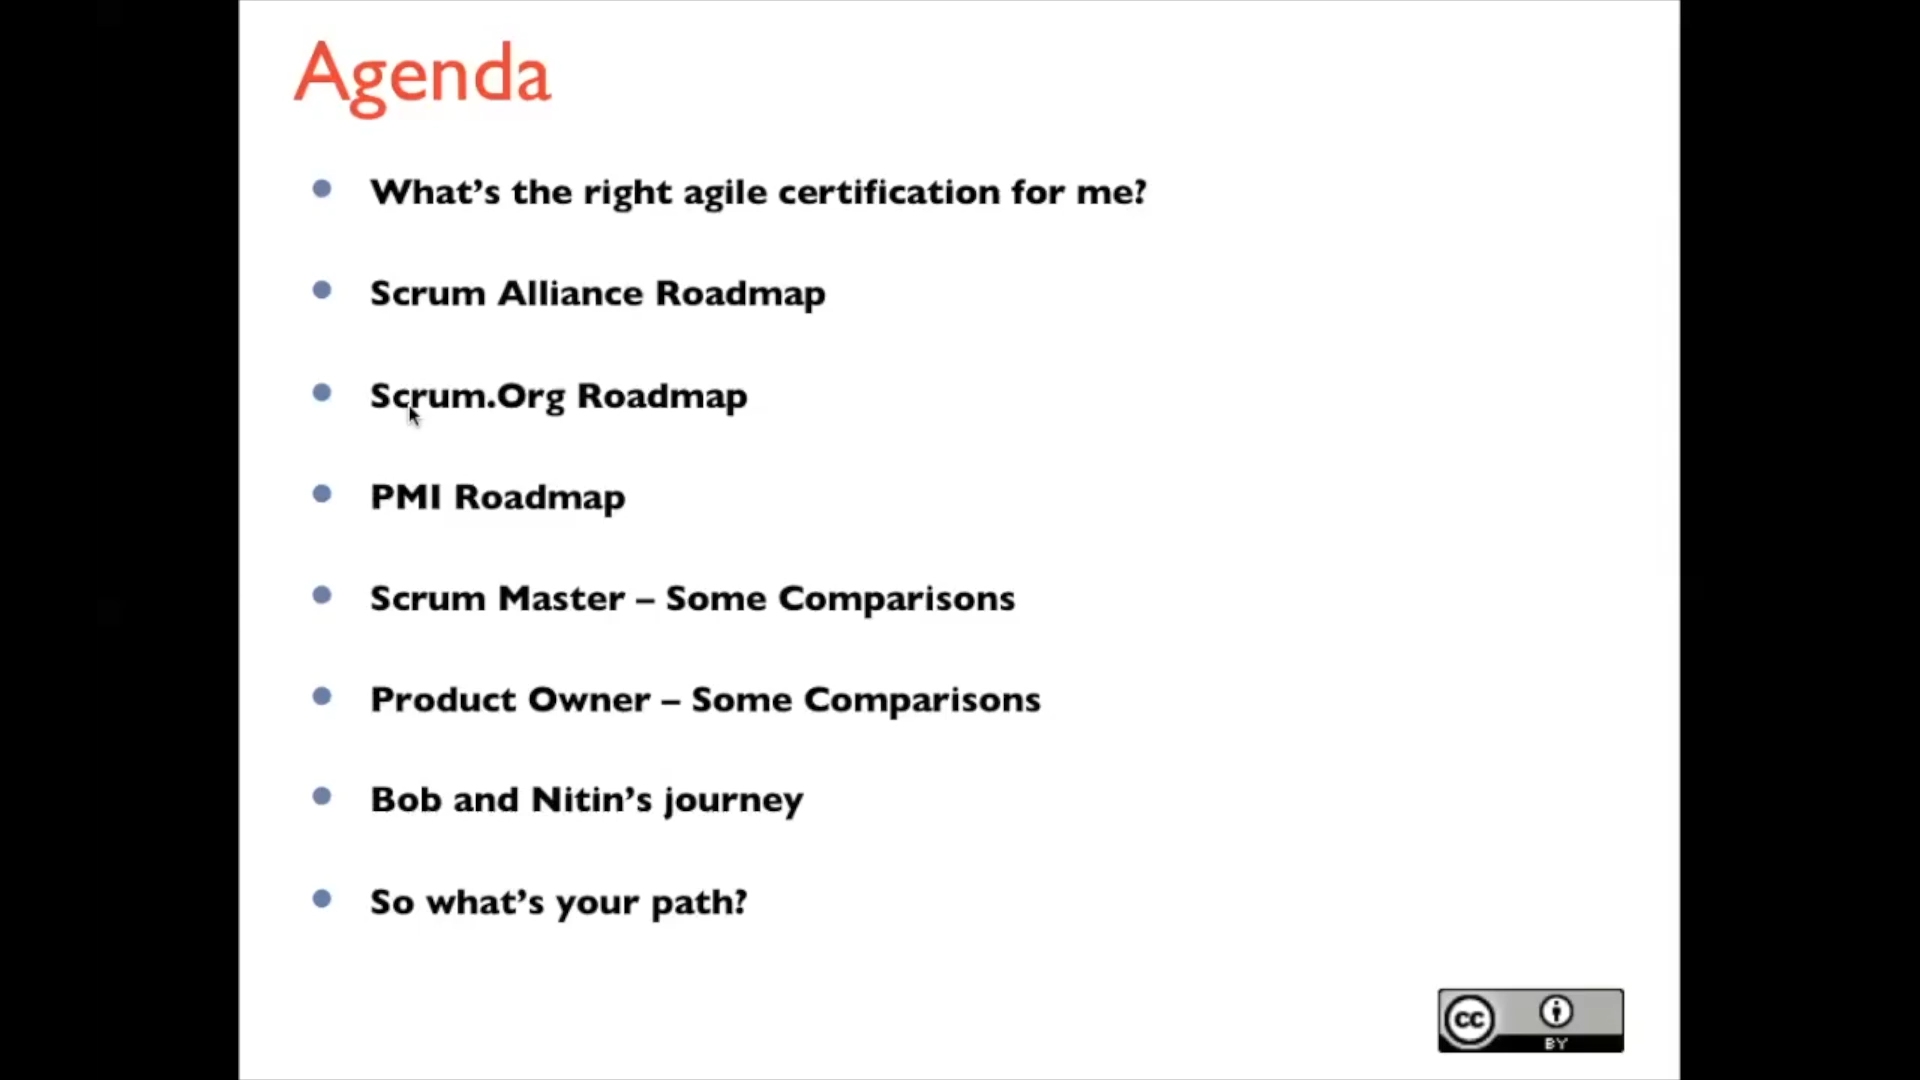 Agenda
What’s the right agile certification for me?
Scrum Alliance Roadmap
Scrum.Org Roadmap
PMI Roadmap
Scrum Master – Some Comparisons
Product Owner – Some Comparisons
Bob and Nitin’s journey
So what’s your path?
cc
BY